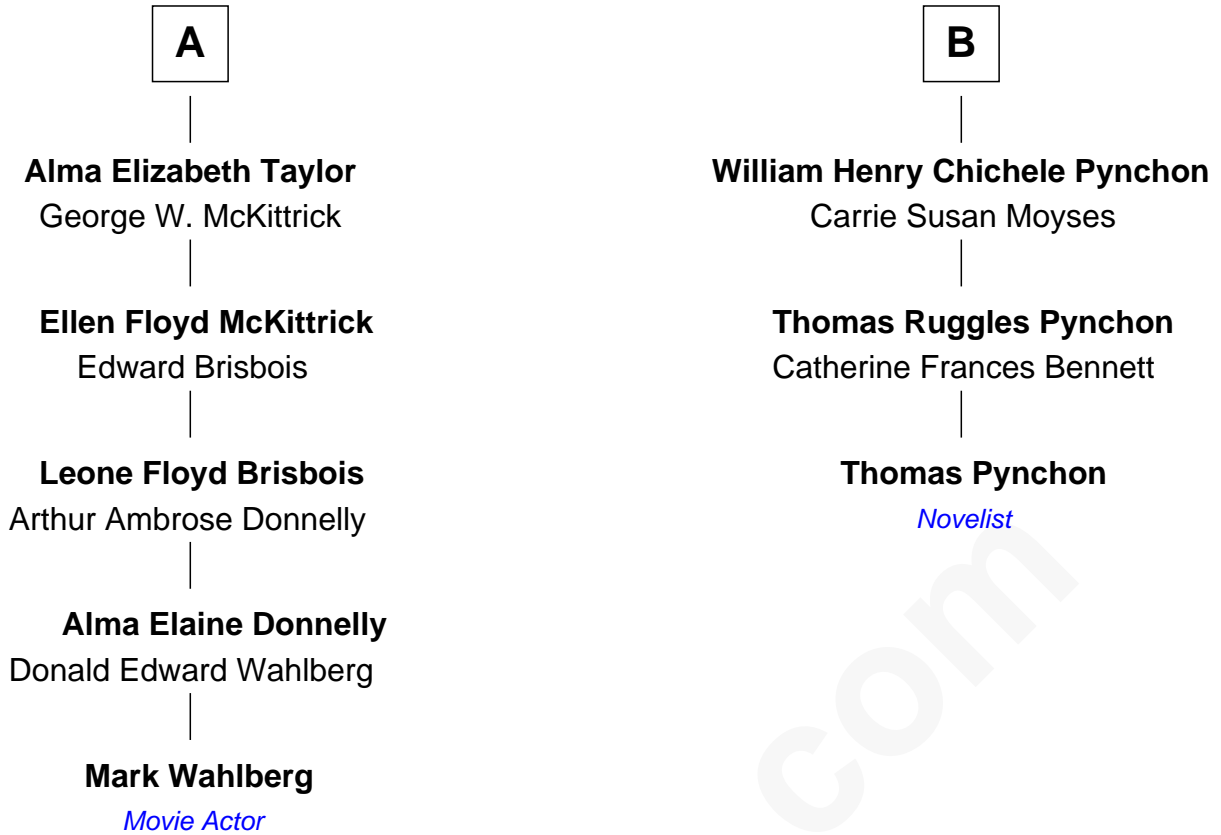 A
Alma Elizabeth Taylor
George W. McKittrick
Ellen Floyd McKittrick
Edward Brisbois
Leone Floyd Brisbois
Arthur Ambrose Donnelly
Alma Elaine Donnelly
Donald Edward Wahlberg
Mark Wahlberg
Movie Actor
B
William Henry Chichele Pynchon
Carrie Susan Moyses
Thomas Ruggles Pynchon
Catherine Frances Bennett
Thomas Pynchon
Novelist
com